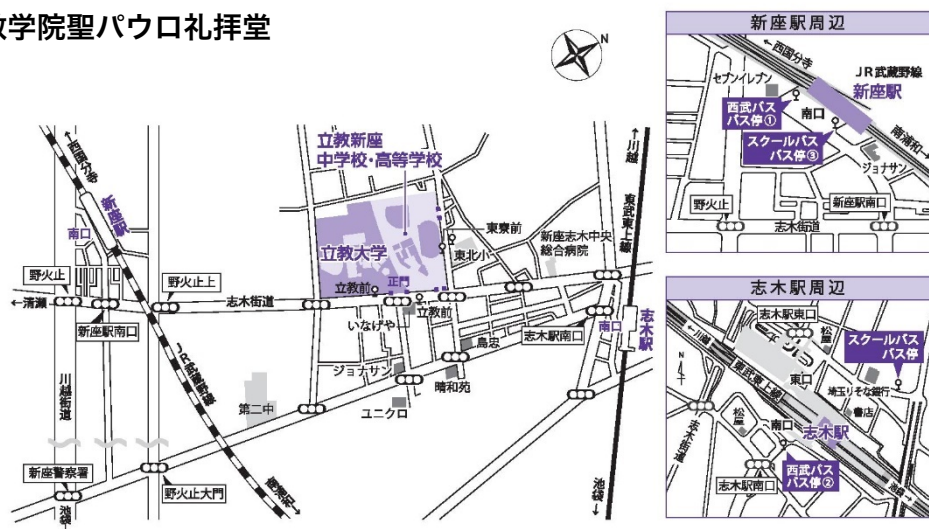 教学院聖パウロ礼拝堂
N
立教新座
中学校・高等学校
←西国分寺
新座駅
南口
立教大学
正門
立教前
立教前
東寮前
東北小
新座志木中央
総合病院
↑川越
東武東上線
野火止
←清瀬
新座駅南口
野火止上
志木街道
いなげや
島忠
志木駅南口
南口
志木駅
ジョナサン
晴和苑
ユニクロ
第二中
JR武蔵野線
川越街道
新座警察署
野火止大門
南浦和→
池袋
池袋↓
新座駅周辺
←西国分寺
セブンイレブン
JR武蔵野線
新座駅
西武バス
バス停①
南口
スクールバス
バス停③
南浦和→
ジョナサン
野火止
新座駅南口
志木街道
志木駅周辺
志木駅東口
松屋
スクールバス
バス停
←川越
東武東上線
N
東口
埼玉りそな銀行
書店
松屋
南口
志木駅
志木街道
志木駅南口
西武バス
バス停②
池袋→